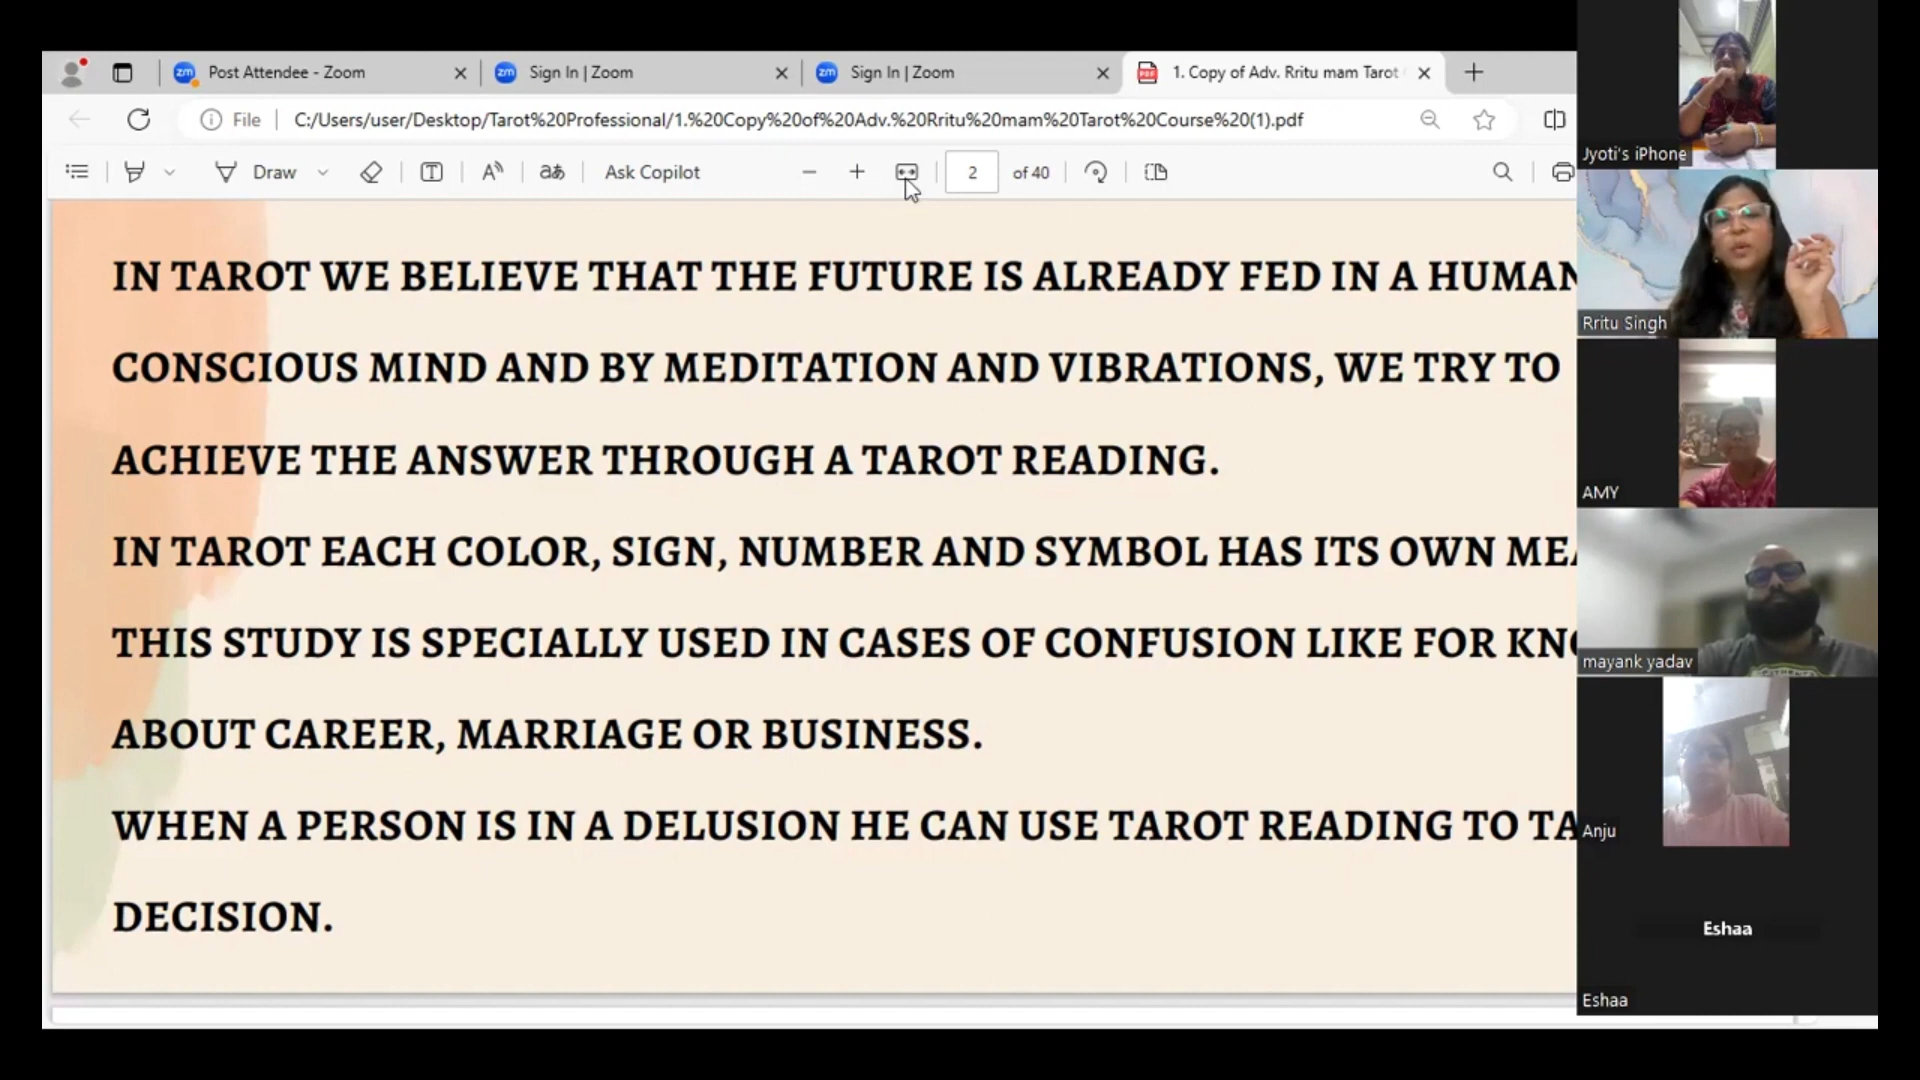 Post Attendee - Zoom
Sign In | Zoom
Sign In | Zoom
1. Copy of Adv. Rritu mam Tarot
File
C:/Users/user/Desktop/Tarot%20Professional/1.%20Copy%20of%20Adv.%20Rritu%20mam%20Tarot%20Course%20(1).pdf
Draw
Ask Copilot
2 of 40
IN TAROT WE BELIEVE THAT THE FUTURE IS ALREADY FED IN A HUMAN
CONSCIOUS MIND AND BY MEDITATION AND VIBRATIONS, WE TRY TO
ACHIEVE THE ANSWER THROUGH A TAROT READING.
IN TAROT EACH COLOR, SIGN, NUMBER AND SYMBOL HAS ITS OWN
THIS STUDY IS SPECIALLY USED IN CASES OF CONFUSION LIKE FOR
ABOUT CAREER, MARRIAGE OR BUSINESS.
WHEN A PERSON IS IN A DELUSION HE CAN USE TAROT READING TO
DECISION.
Jyoti's iPhone
Rritu Singh
AMY
mayank yadav
Anju
Eshaa
Eshaa